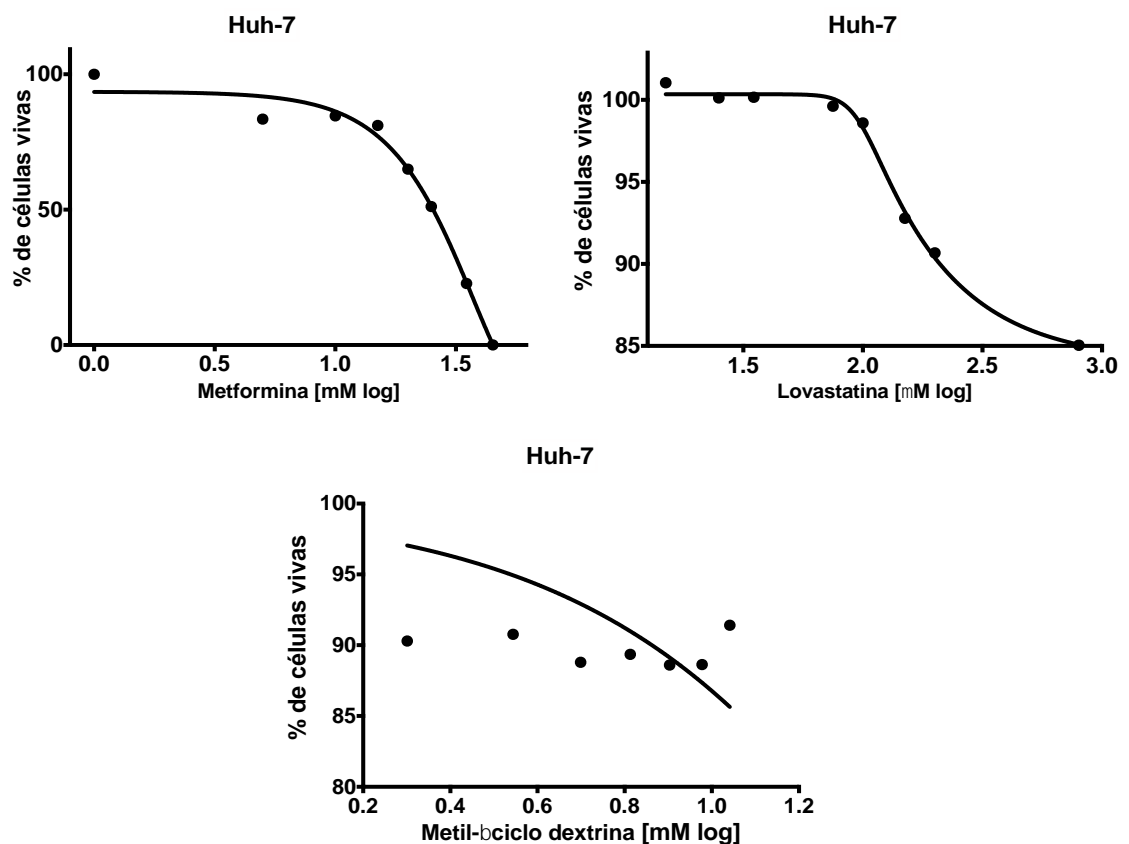 Huh-7
% de células vivas
100
50
0
0.0 0.5 1.0 1.5
Metformina [mM log]
Huh-7
% de células vivas
100
95
90
85
1.5 2.0 2.5 3.0
Lovastatina [mM log]
Huh-7
% de células vivas
100
95
90
85
80
0.2 0.4 0.6 0.8 1.0 1.2
Metil-bciclo dextrina [mM log]